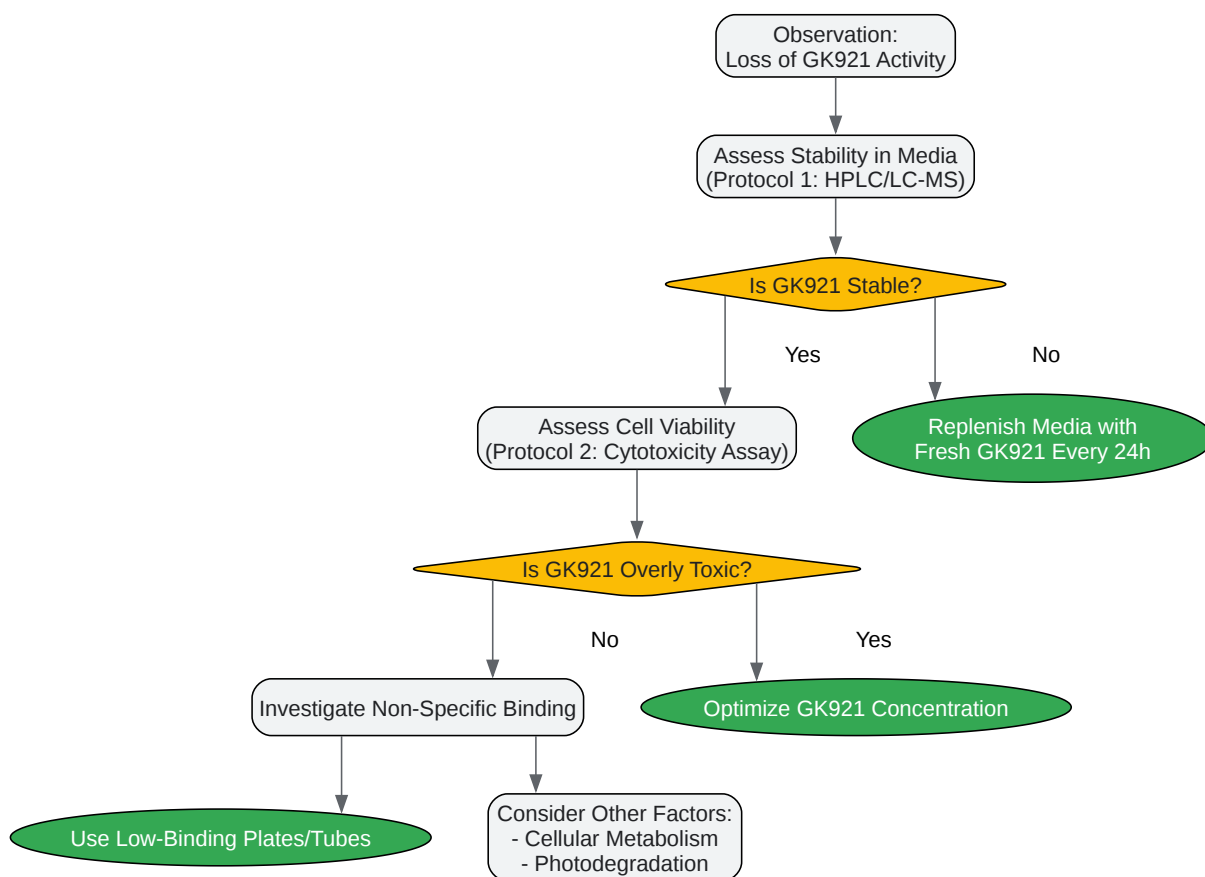 Observation:
Loss of GK921 Activity
Assess Stability in Media
(Protocol 1: HPLC/LC-MS)
Is GK921 Stable?
Yes
No
Assess Cell Viability
(Protocol 2: Cytotoxicity Assay)
Replenish Media with
Fresh GK921 Every 24h
Is GK921 Overly Toxic?
No
Yes
Investigate Non-Specific Binding
Optimize GK921 Concentration
Use Low-Binding Plates/Tubes
Consider Other Factors:
- Cellular Metabolism
- Photodegradation